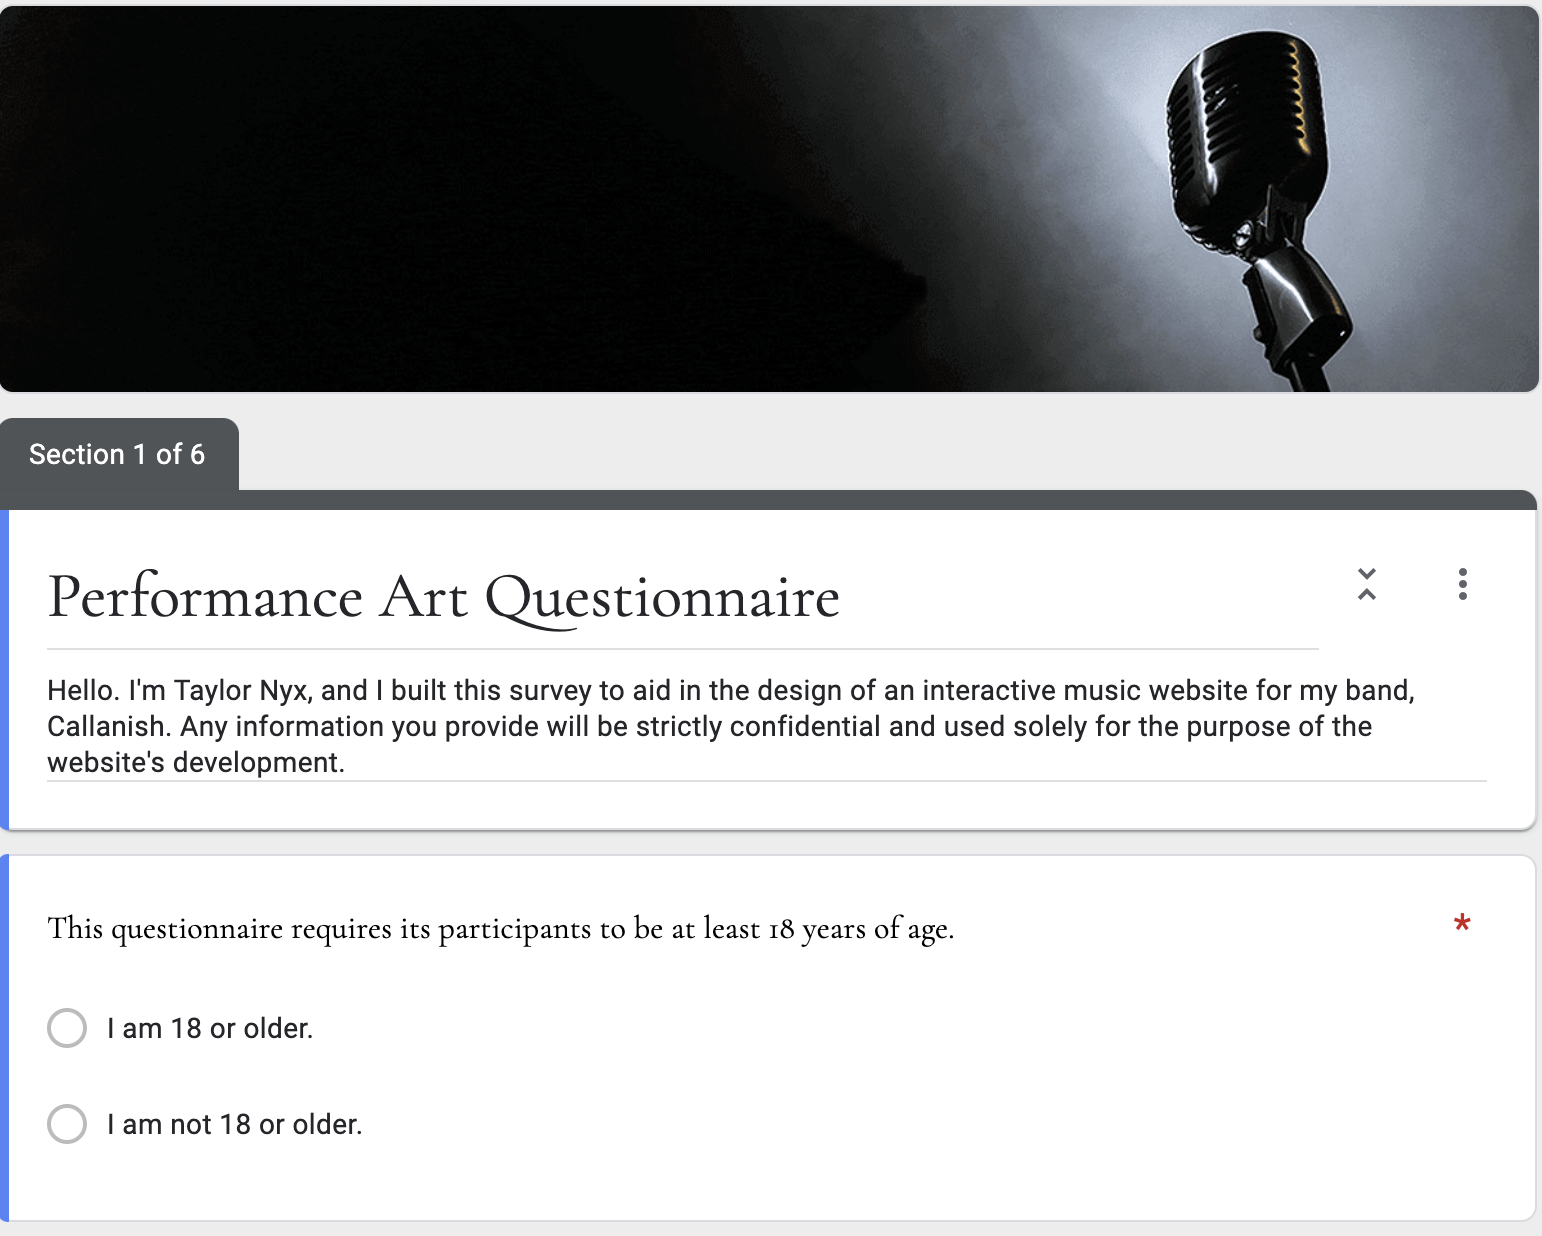 Section 1 of 6
Performance Art Questionnaire
Hello. I'm Taylor Nyx, and I built this survey to aid in the design of an interactive music website for my band,
Callanish. Any information you provide will be strictly confidential and used solely for the purpose of the
website's development.
This questionnaire requires its participants to be at least 18 years of age. *
I am 18 or older.
I am not 18 or older.